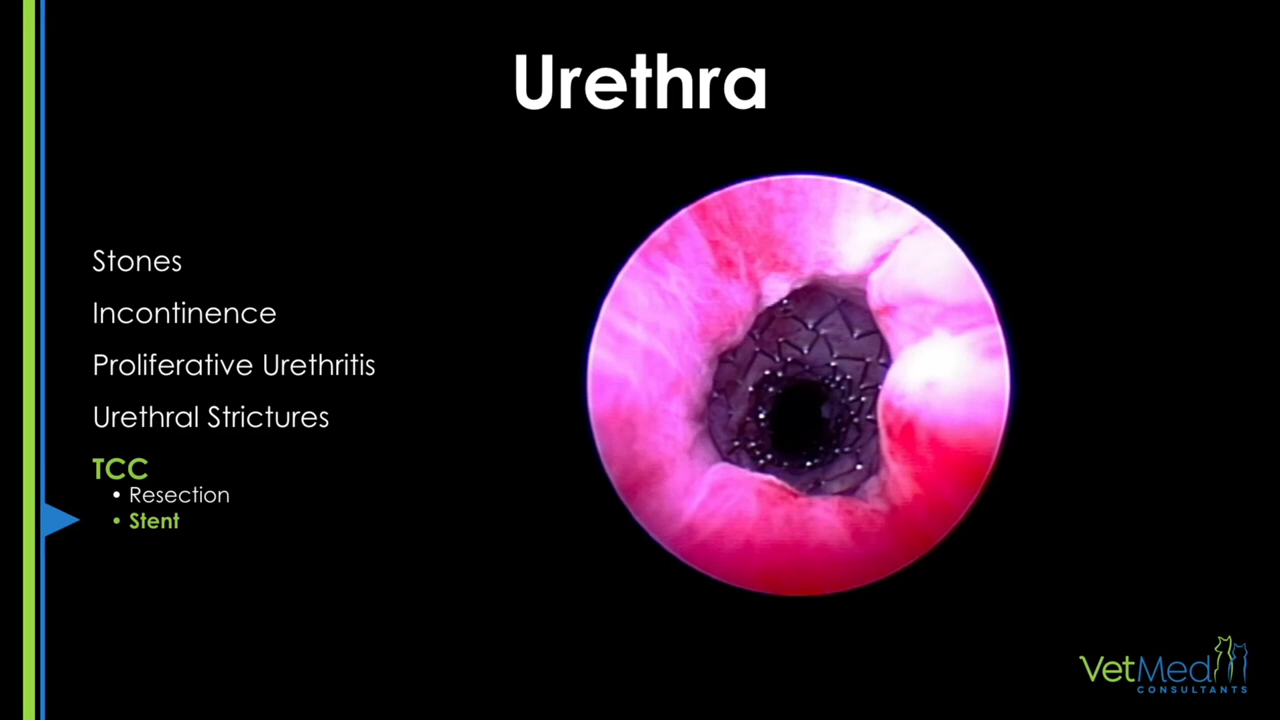 Urethra
Stones
Incontinence
Proliferative Urethritis
Urethral Strictures
TCC
• Resection
• Stent
VetMed
CONSULTANTS